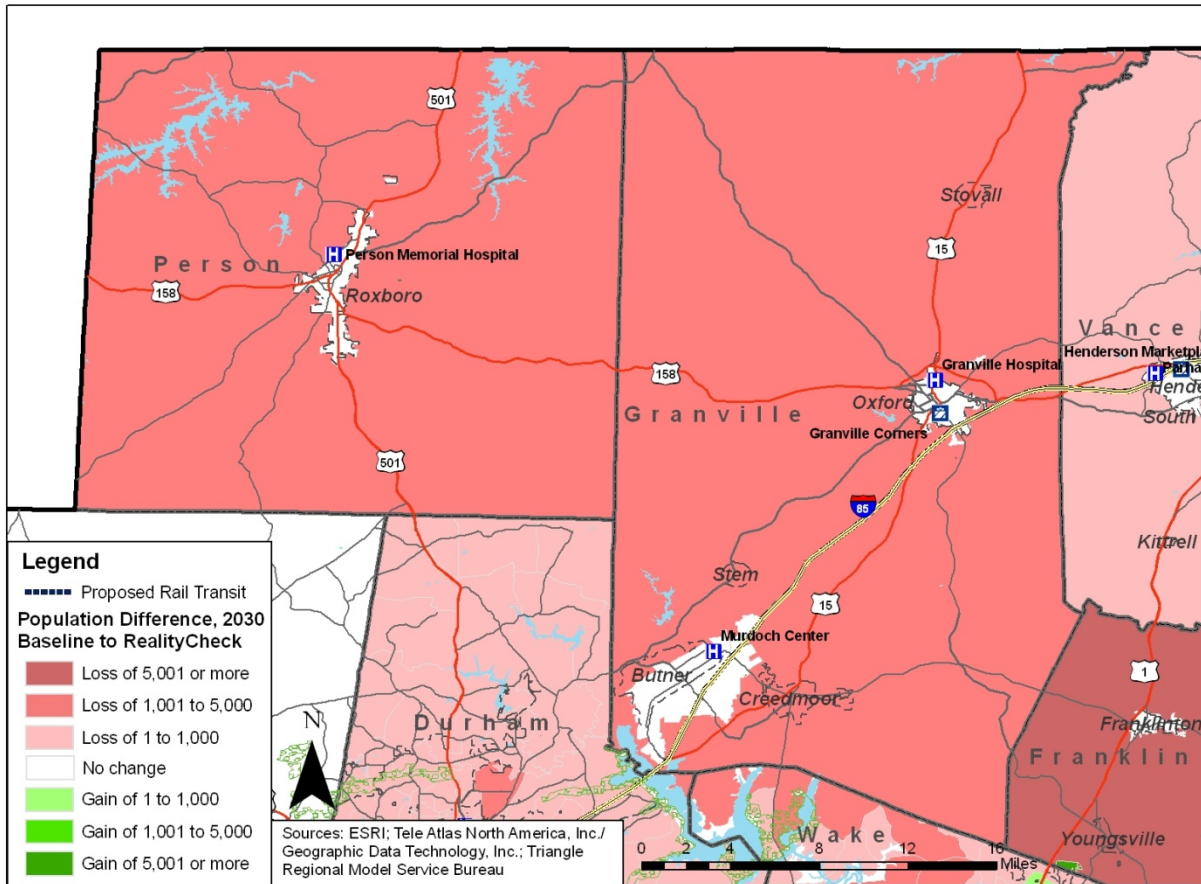 501
Stovall
15
Person
Person Memorial Hospital
158
Roxboro
Vance
Henderson Marketpl
Granville Hospital
Parha
158
Hende
Granville
Oxford
South
Granville Corners
501
85
Kittrell
Stem
15
Murdoch Center
Butner
1
Creedmoor
Durham
Franklinton
Franklin
Wake
Youngsville
N
Legend
Proposed Rail Transit
Population Difference, 2030
Baseline to RealityCheck
Loss of 5,001 or more
Loss of 1,001 to 5,000
Loss of 1 to 1,000
No change
Gain of 1 to 1,000
Gain of 1,001 to 5,000
Gain of 5,001 or more
Sources: ESRI; Tele Atlas North America, Inc./
Geographic Data Technology, Inc.; Triangle
Regional Model Service Bureau
0 2 4 8 12 16
Miles
H
H
H
H